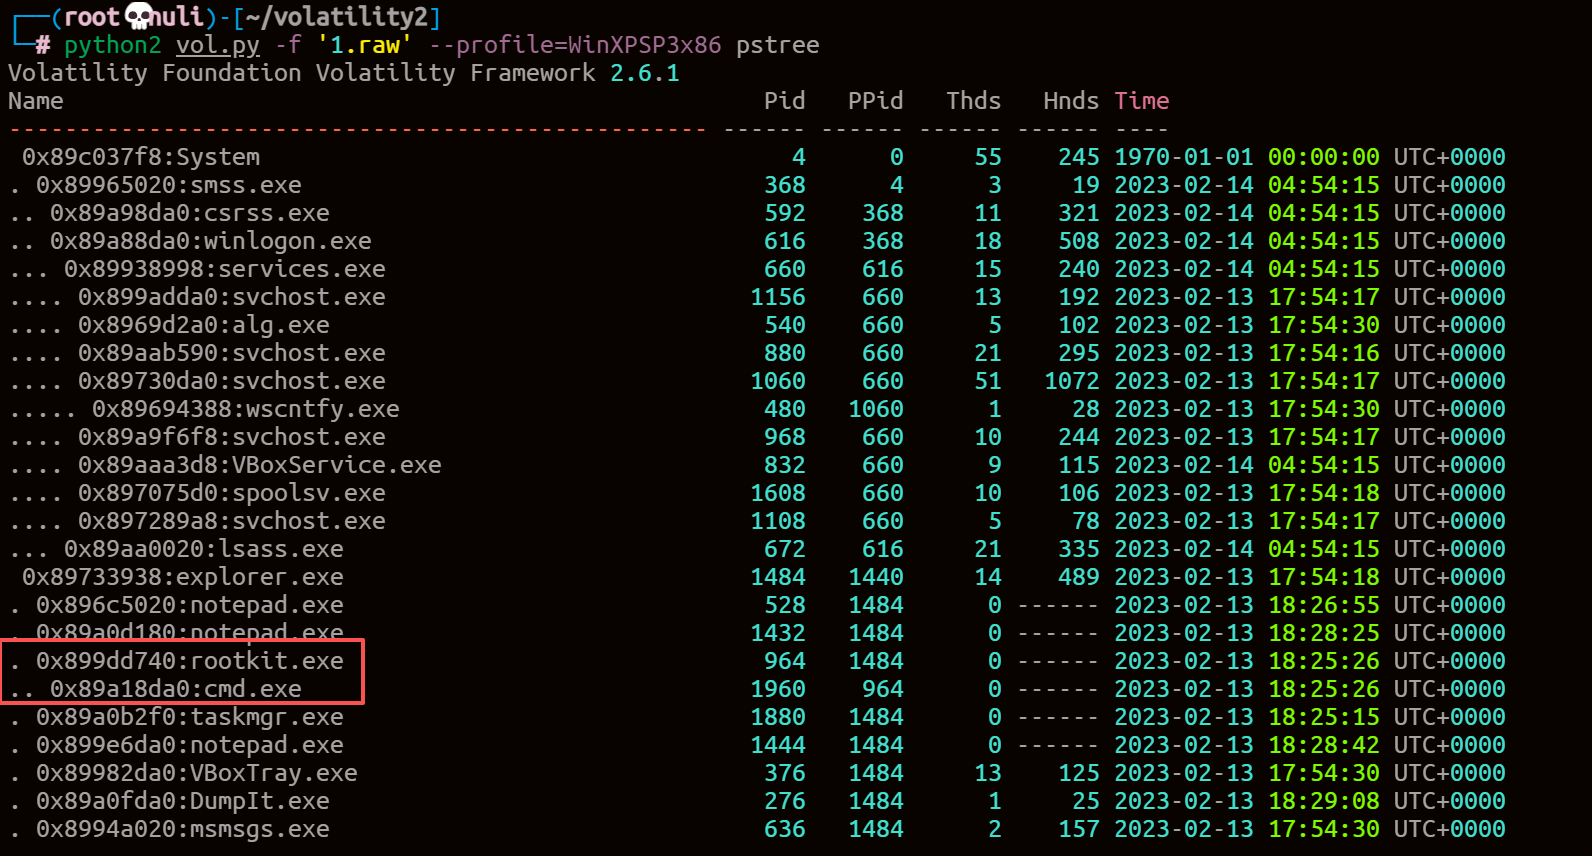 ┌──(root💀nuli)-[~/volatility2]
└─# python2 vol.py -f '1.raw' --profile=WinXPSP3x86 pstree
Volatility Foundation Volatility Framework 2.6.1
Name                                                  Pid   PPid   Thds   Hnds Time
-------------------------------------------------- ------ ------ ------ ------ ----
 0x89c037f8:System                                      4      0     55    245 1970-01-01 00:00:00 UTC+0000
. 0x89965020:smss.exe                                 368      4      3     19 2023-02-14 04:54:15 UTC+0000
.. 0x89a98da0:csrss.exe                               592    368     11    321 2023-02-14 04:54:15 UTC+0000
.. 0x89a88da0:winlogon.exe                            616    368     18    508 2023-02-14 04:54:15 UTC+0000
... 0x89938998:services.exe                           660    616     15    240 2023-02-14 04:54:15 UTC+0000
.... 0x899adda0:svchost.exe                          1156    660     13    192 2023-02-13 17:54:17 UTC+0000
.... 0x8969d2a0:alg.exe                               540    660      5    102 2023-02-13 17:54:30 UTC+0000
.... 0x89aab590:svchost.exe                           880    660     21    295 2023-02-13 17:54:16 UTC+0000
.... 0x89730da0:svchost.exe                          1060    660     51   1072 2023-02-13 17:54:17 UTC+0000
..... 0x89694388:wscntfy.exe                          480   1060      1     28 2023-02-13 17:54:30 UTC+0000
.... 0x89a9f6f8:svchost.exe                           968    660     10    244 2023-02-13 17:54:17 UTC+0000
.... 0x89aaa3d8:VBoxService.exe                       832    660      9    115 2023-02-14 04:54:15 UTC+0000
.... 0x897075d0:spoolsv.exe                          1608    660     10    106 2023-02-13 17:54:18 UTC+0000
.... 0x897289a8:svchost.exe                          1108    660      5     78 2023-02-13 17:54:17 UTC+0000
... 0x89aa0020:lsass.exe                              672    616     21    335 2023-02-14 04:54:15 UTC+0000
 0x89733938:explorer.exe                             1484   1440     14    489 2023-02-13 17:54:18 UTC+0000
. 0x896c5020:notepad.exe                              528   1484      0 ------ 2023-02-13 18:26:55 UTC+0000
. 0x89a0d180:notepad.exe                             1432   1484      0 ------ 2023-02-13 18:28:25 UTC+0000
. 0x899dd740:rootkit.exe                              964   1484      0 ------ 2023-02-13 18:25:26 UTC+0000
.. 0x89a18da0:cmd.exe                                1960    964      0 ------ 2023-02-13 18:25:26 UTC+0000
. 0x89a0b2f0:taskmgr.exe                             1880   1484      0 ------ 2023-02-13 18:25:15 UTC+0000
. 0x899e6da0:notepad.exe                             1444   1484      0 ------ 2023-02-13 18:28:42 UTC+0000
. 0x89982da0:VBoxTray.exe                             376   1484     13    125 2023-02-13 17:54:30 UTC+0000
. 0x89a0fda0:DumpIt.exe                               276   1484      1     25 2023-02-13 18:29:08 UTC+0000
. 0x8994a020:msmsgs.exe                               636   1484      2    157 2023-02-13 17:54:30 UTC+0000